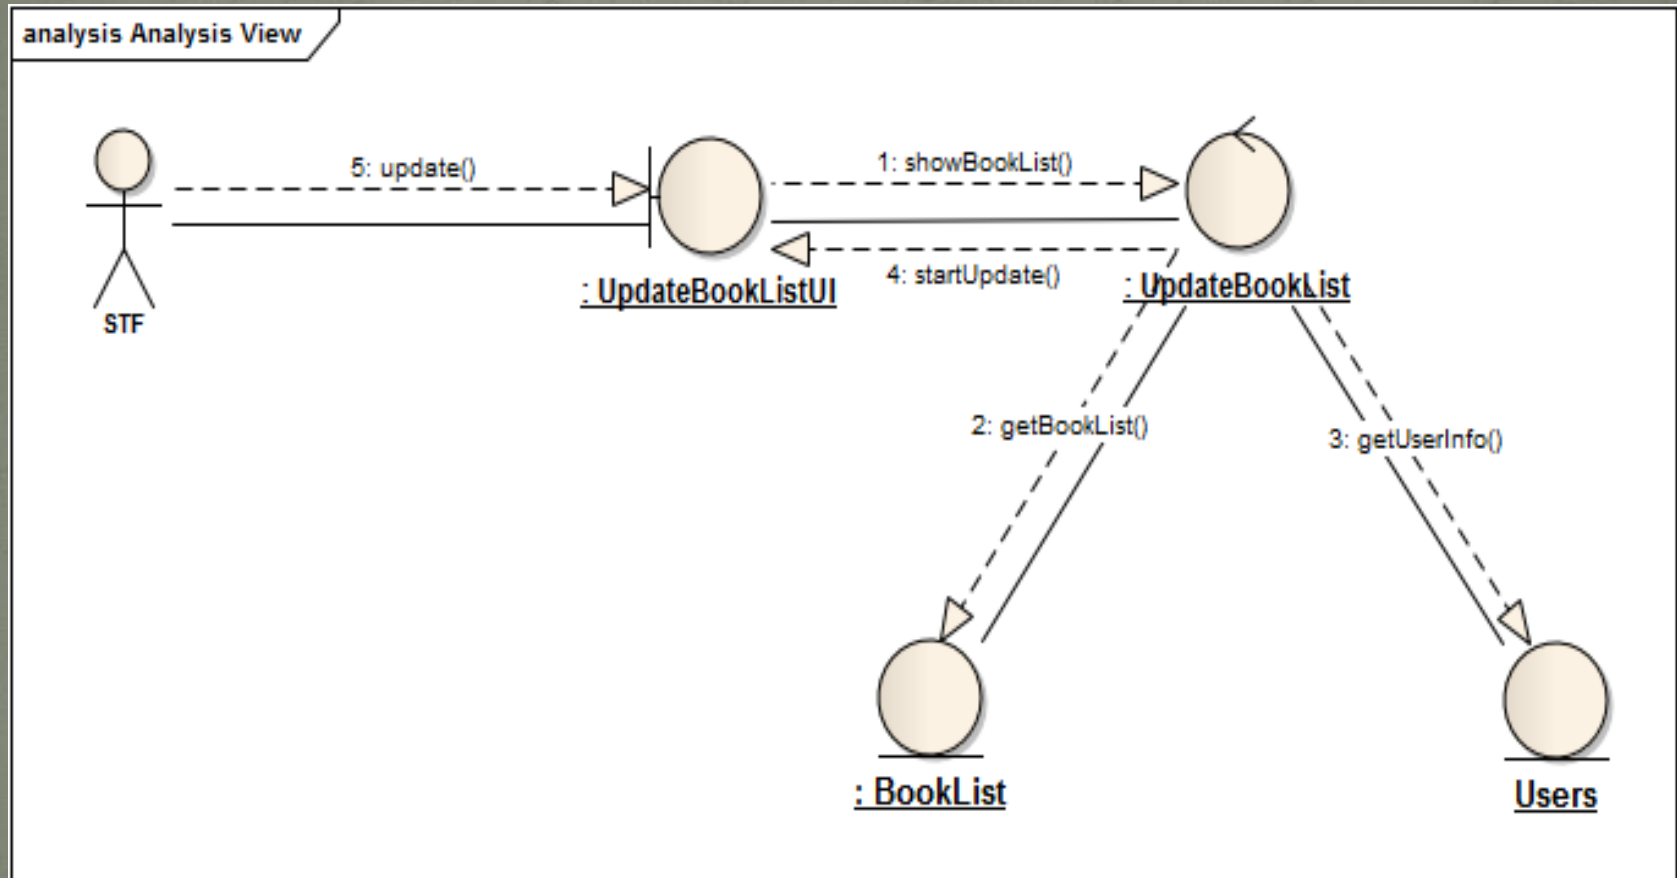 analysis Analysis View
5: update()
1: showBookList()
4: startUpdate()
: UpdateBookListUI
: UpdateBookList
STF
2: getBookList()
3: getUserInfo()
: BookList
Users